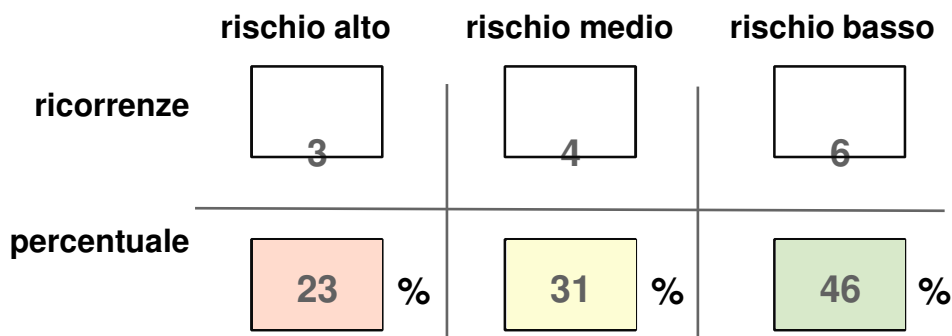 rischio alto rischio medio rischio basso
ricorrenze
3 4 6
percentuale
23 % 31 % 46 %